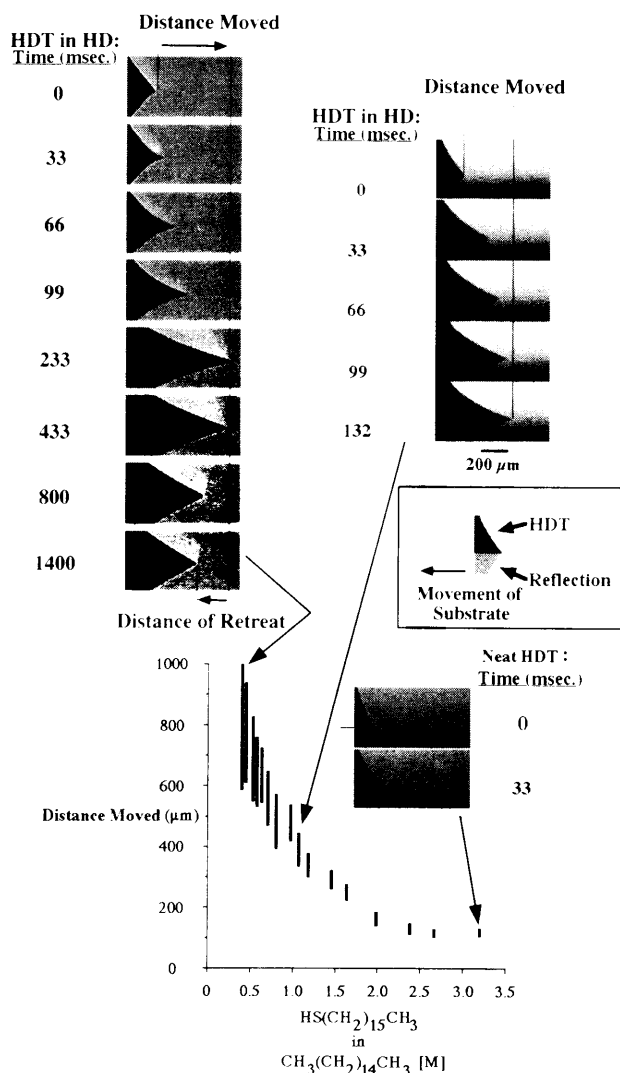 Distance Moved
HDT in HD:
Time (msec.)
0
33
66
99
233
433
800
1400
Distance of Retreat
Distance Moved
HDT in HD:
Time (msec.)
0
33
66
99
132
200 µm
HDT
Reflection
Movement of
Substrate
Neat HDT:
Time (msec.)
0
33
1000
800
600
Distance Moved (µm)
400
200
0
0 0.5 1.0 1.5 2.0 2.5 3.0 3.5
HS(CH2)15CH3
in
CH3(CH2)14CH3 [M]